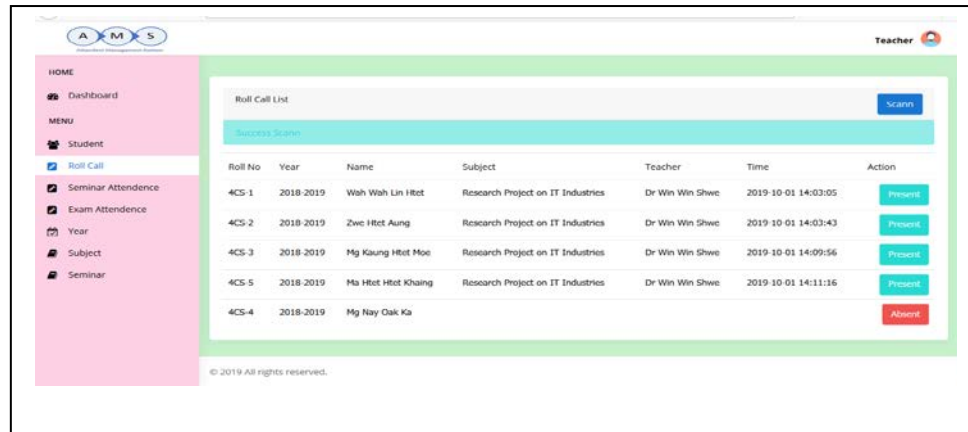 A M S
Teacher
HOME
Dashboard
MENU
Student
Roll Call
Seminar Attendence
Exam Attendence
Year
Subject
Seminar
Roll Call List
Scann
Success Scann
Roll No Year Name Subject Teacher Time Action
4CS-1 2018-2019 Wah Wah Lin Htet Research Project on IT Industries Dr Win Win Shwe 2019-10-01 14:03:05 Present
4CS-2 2018-2019 Zwe Htet Aung Research Project on IT Industries Dr Win Win Shwe 2019-10-01 14:03:43 Present
4CS-3 2018-2019 Mg Kaung Htet Moe Research Project on IT Industries Dr Win Win Shwe 2019-10-01 14:09:56 Present
4CS-5 2018-2019 Ma Htet Htet Khaing Research Project on IT Industries Dr Win Win Shwe 2019-10-01 14:11:16 Present
4CS-4 2018-2019 Mg Nay Oak Ka Absent
© 2019 All rights reserved.